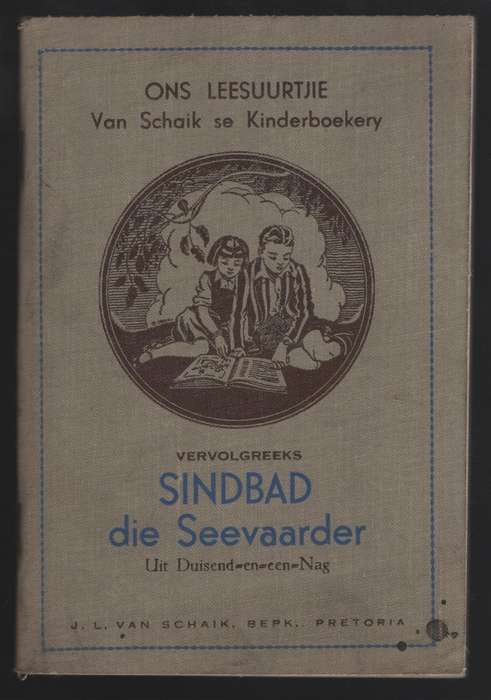 ONS LEESUURTJIE
Van Schaik se Kinderboekery
VERVOLGREEKS
SINDBAD
die Seevaarder
Uit Duisend-en-een-Nag
J. L. VAN SCHAIK, BEPK., PRETORIA